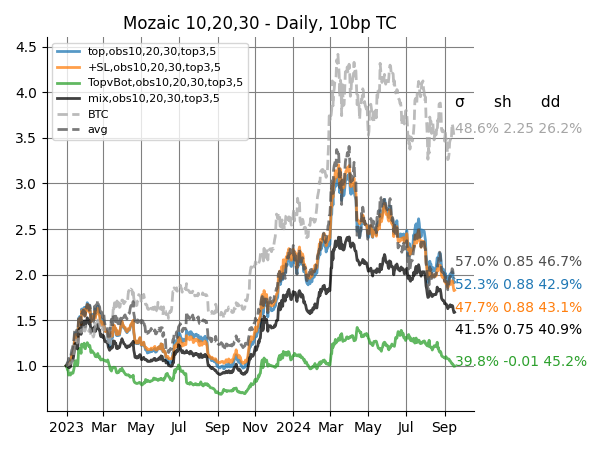 Mozaic 10,20,30 - Daily, 10bp TC
top,obs10,20,30,top3,5
+SL,obs10,20,30,top3,5
TopvBot,obs10,20,30,top3,5
mix,obs10,20,30,top3,5
BTC
avg
4.5
4.0
3.5
3.0
2.5
2.0
1.5
1.0
σ sh dd
48.6% 2.25 26.2%
57.0% 0.85 46.7%
52.3% 0.88 42.9%
47.7% 0.88 43.1%
41.5% 0.75 40.9%
39.8% -0.01 45.2%
2023 Mar May Jul Sep Nov 2024 Mar May Jul Sep